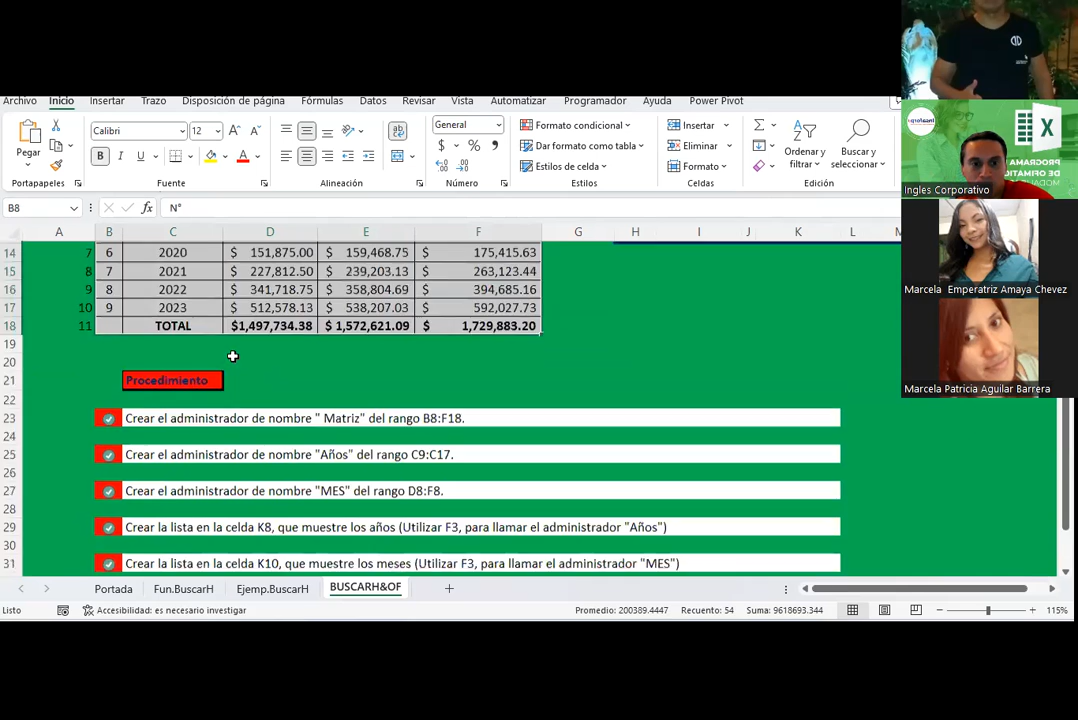 Archivo Inicio Insertar Trazo Disposición de página Fórmulas Datos Revisar Vista Automatizar Programador Ayuda Power Pivot
Pegar
Portapapeles
Calibri 12
N K S
Fuente
ab
Alineación
General
$ %
Número
Formato condicional
Dar formato como tabla
Estilos de celda
Estilos
Insertar
Eliminar
Formato
Celdas
Ordenar y
filtrar
Buscar y
seleccionar
Edición
B8 fx N°
A B C D E F G H I J K L M
14 7 6 2020 $ 151,875.00 $ 159,468.75 $ 175,415.63
15 8 7 2021 $ 227,812.50 $ 239,203.13 $ 263,123.44
16 9 8 2022 $ 341,718.75 $ 358,804.69 $ 394,685.16
17 10 9 2023 $ 512,578.13 $ 538,207.03 $ 592,027.73
18 11 TOTAL $1,497,734.38 $ 1,572,621.09 $ 1,729,883.20
19
20
21 Procedimiento
22
23 Crear el administrador de nombre " Matriz" del rango B8:F18.
24
25 Crear el administrador de nombre "Años" del rango C9:C17.
26
27 Crear el administrador de nombre "MES" del rango D8:F8.
28
29 Crear la lista en la celda K8, que muestre los años (Utilizar F3, para llamar el administrador "Años")
30
31 Crear la lista en la celda K10, que muestre los meses (Utilizar F3, para llamar el administrador "MES")
Portada Fun.BuscarH Ejemp.BuscarH BUSCARH&OF
Listo Accesibilidad: es necesario investigar Promedio: 200389.4447 Recuento: 54 Suma: 9618693.344 115%
Ingles Corporativo
Marcela Emperatriz Amaya Chevez
Marcela Patricia Aguilar Barrera